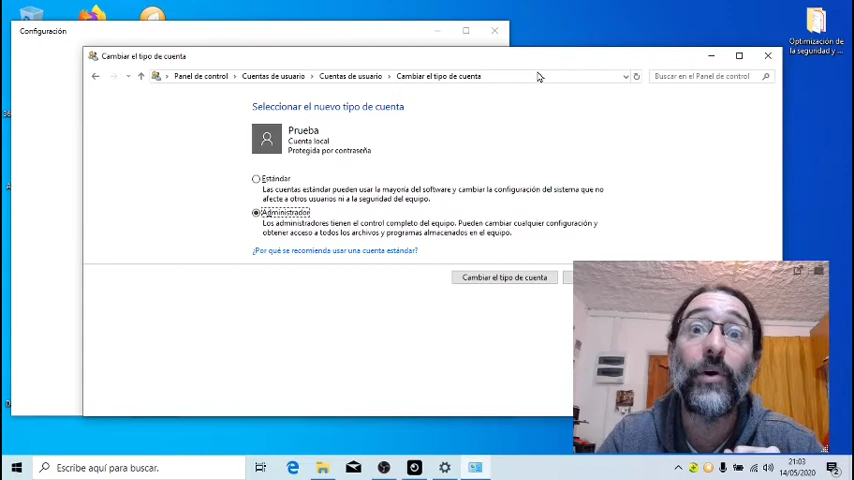 Configuración
Optimización de
la seguridad y ...
Cambiar el tipo de cuenta
Panel de control
Cuentas de usuario
Cuentas de usuario
Cambiar el tipo de cuenta
Buscar en el Panel de control
Seleccionar el nuevo tipo de cuenta
Prueba
Cuenta local
Protegida por contraseña
Estándar
Las cuentas estándar pueden usar la mayoría del software y cambiar la configuración del sistema que no
afecte a otros usuarios ni a la seguridad del equipo.
Administrador
Los administradores tienen el control completo del equipo. Pueden cambiar cualquier configuración y
obtener acceso a todos los archivos y programas almacenados en el equipo.
¿Por qué se recomienda usar una cuenta estándar?
Cambiar el tipo de cuenta
Escribe aquí para buscar.
21:03
14/05/2020
2